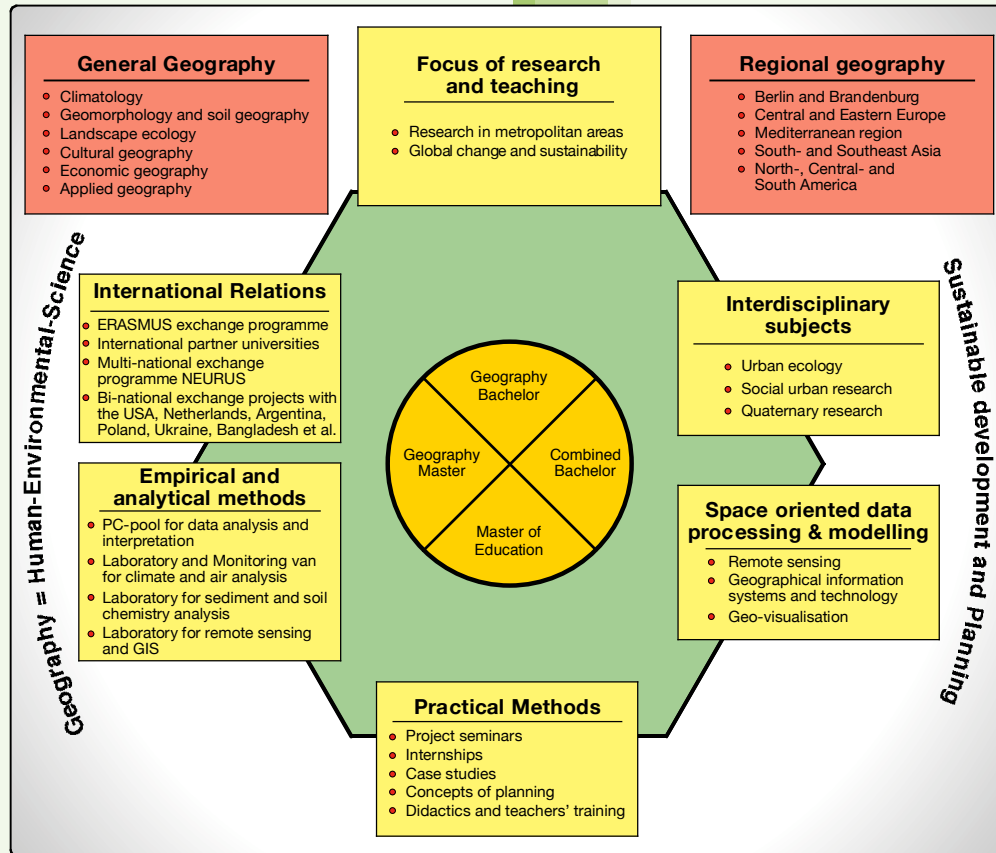 General Geography
Climatology
Geomorphology and soil geography
Landscape ecology
Cultural geography
Economic geography
Applied geography
Focus of research
and teaching
Research in metropolitan areas
Global change and sustainability
Regional geography
Berlin and Brandenburg
Central and Eastern Europe
Mediterranean region
South- and Southeast Asia
North-, Central- and
South America
Geography = Human-Environmental-Science
International Relations
ERASMUS exchange programme
International partner universities
Multi-national exchange
programme NEURUS
Bi-national exchange projects with
the USA, Netherlands, Argentina,
Poland, Ukraine, Bangladesh et al.
Empirical and
analytical methods
PC-pool for data analysis and
interpretation
Laboratory and Monitoring van
for climate and air analysis
Laboratory for sediment and soil
chemistry analysis
Laboratory for remote sensing
and GIS
Geography
Bachelor
Geography
Master
Combined
Bachelor
Master of
Education
Interdisciplinary
subjects
Urban ecology
Social urban research
Quaternary research
Space oriented data
processing & modelling
Remote sensing
Geographical information
systems and technology
Geo-visualisation
Sustainable development and Planning
Practical Methods
Project seminars
Internships
Case studies
Concepts of planning
Didactics and teachers' training